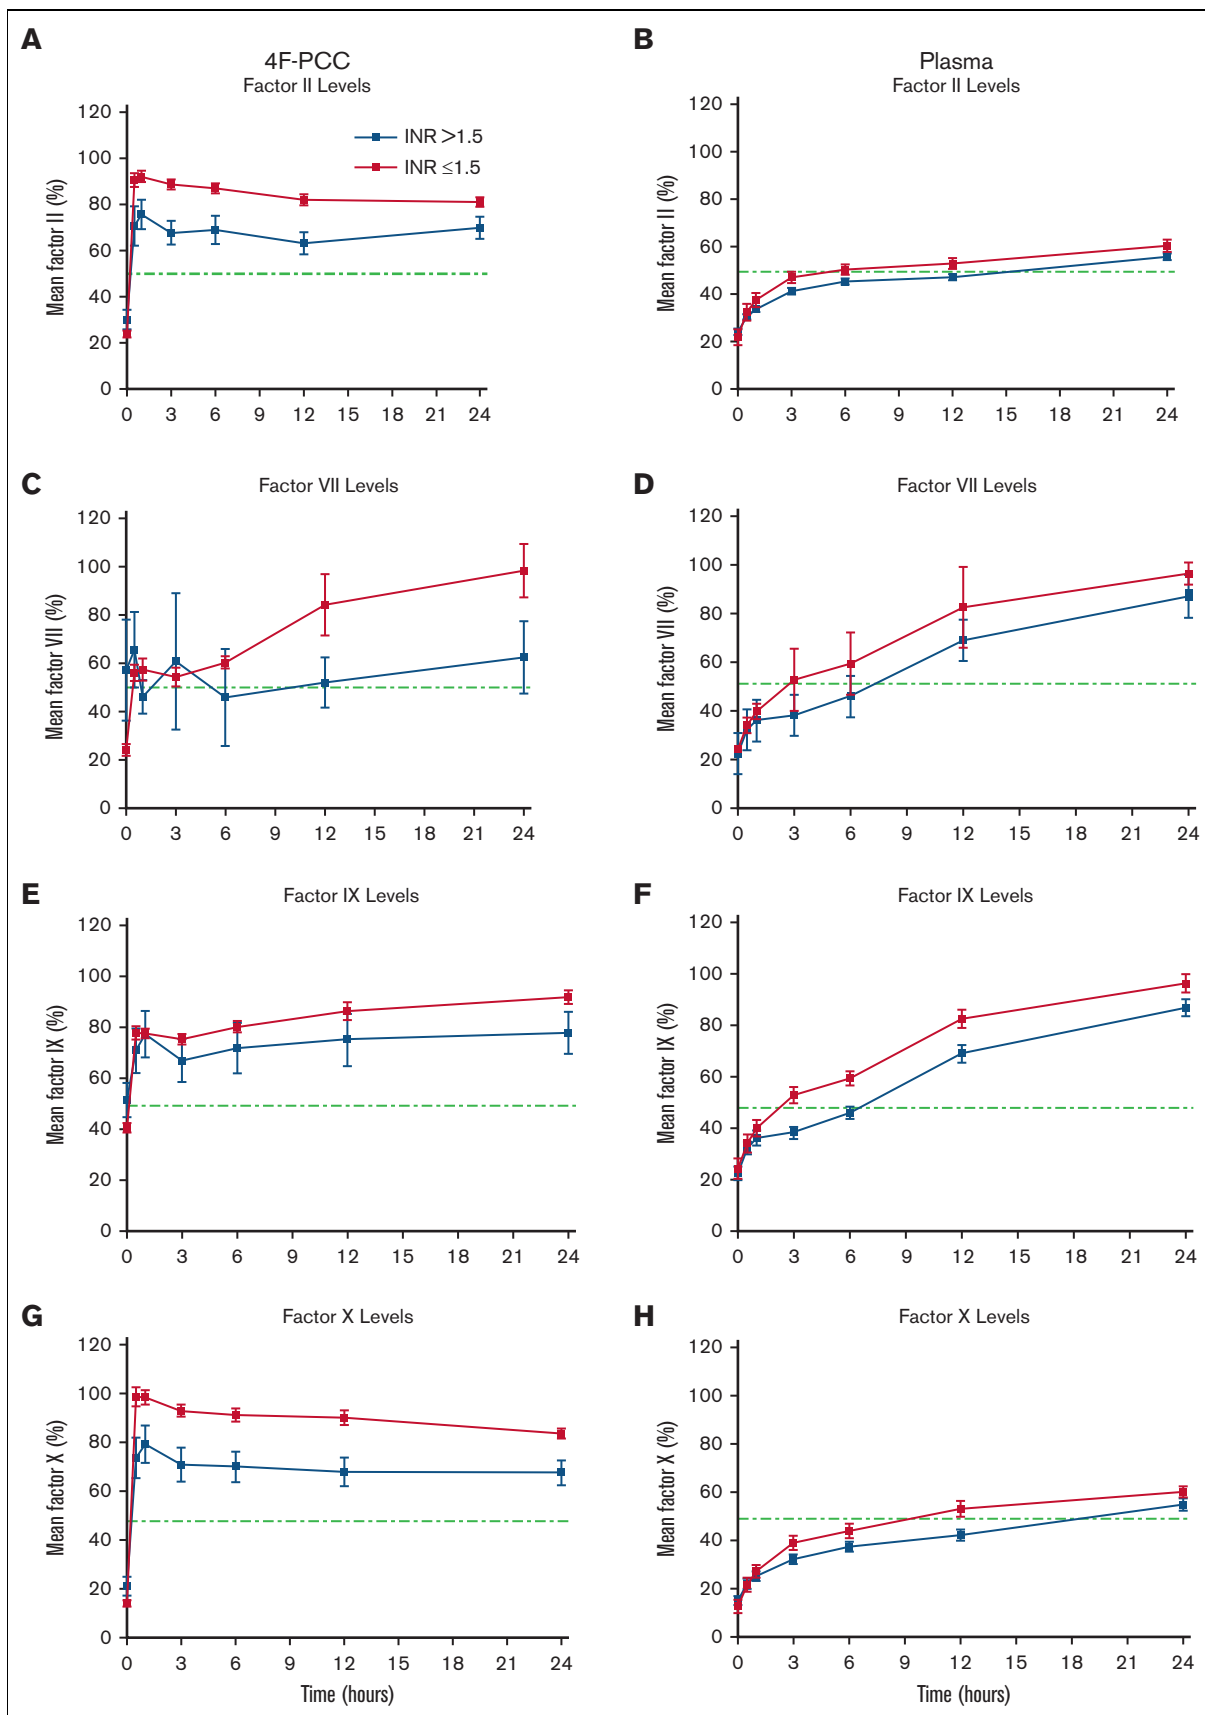 A
4F-PCC
Factor II Levels
Mean factor II (%)
120
100
80
60
40
20
0
INR >1.5
INR ≤1.5
0 3 6 9 12 15 18 21 24
B
Plasma
Factor II Levels
Mean factor II (%)
120
100
80
60
40
20
0
0 3 6 9 12 15 18 21 24
C
Factor VII Levels
Mean factor VII (%)
120
100
80
60
40
20
0
0 3 6 9 12 15 18 21 24
D
Factor VII Levels
Mean factor VII (%)
120
100
80
60
40
20
0
0 3 6 9 12 15 18 21 24
E
Factor IX Levels
Mean factor IX (%)
120
100
80
60
40
20
0
0 3 6 9 12 15 18 21 24
F
Factor IX Levels
Mean factor IX (%)
120
100
80
60
40
20
0
0 3 6 9 12 15 18 21 24
G
Factor X Levels
Mean factor X (%)
120
100
80
60
40
20
0
0 3 6 9 12 15 18 21 24
Time (hours)
H
Factor X Levels
Mean factor X (%)
120
100
80
60
40
20
0
0 3 6 9 12 15 18 21 24
Time (hours)